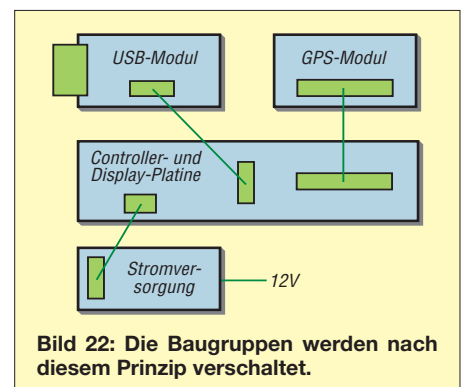 USB-Modul
GPS-Modul
Controller- und
Display-Platine
Stromver-
sorgung
12V
Bild 22: Die Baugruppen werden nach
diesem Prinzip verschaltet.